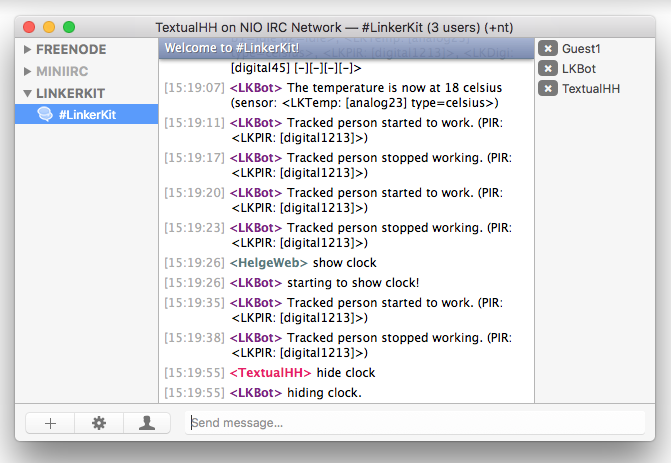 TextualHH on NIO IRC Network — #LinkerKit (3 users) (+nt)
FREENODE
MINIIRC
LINKERKIT
#LinkerKit
Welcome to #LinkerKit!
[digital45] [–][–][–][–]>
[15:19:07] <LKBot> The temperature is now at 18 celsius
(sensor: <LKTemp: [analog23] type=celsius>)
[15:19:11] <LKBot> Tracked person started to work. (PIR:
<LKPIR: [digital1213]>)
[15:19:17] <LKBot> Tracked person stopped working. (PIR:
<LKPIR: [digital1213]>)
[15:19:20] <LKBot> Tracked person started to work. (PIR:
<LKPIR: [digital1213]>)
[15:19:23] <LKBot> Tracked person stopped working. (PIR:
<LKPIR: [digital1213]>)
[15:19:26] <HelgeWeb> show clock
[15:19:26] <LKBot> starting to show clock!
[15:19:35] <LKBot> Tracked person started to work. (PIR:
<LKPIR: [digital1213]>)
[15:19:38] <LKBot> Tracked person stopped working. (PIR:
<LKPIR: [digital1213]>)
[15:19:55] <TextualHH> hide clock
[15:19:55] <LKBot> hiding clock.
Guest1
LKBot
TextualHH
Send message...